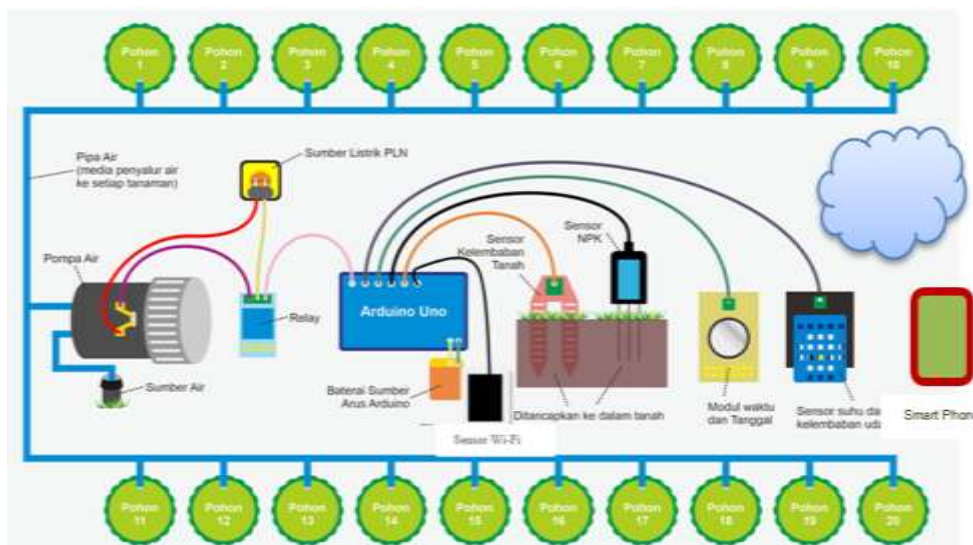 Pohon
1
Pohon
2
Pohon
3
Pohon
4
Pohon
5
Pohon
6
Pohon
7
Pohon
8
Pohon
9
Pohon
10
Pipa Air
(media penyalur air
ke setiap tanaman)
Sumber Listrik PLN
Sensor
Kelembaban
Tanah
Sensor
NPK
Pompa Air
Arduino Uno
Relay
Sumber Air
Baterai Sumber
Arus Arduino
Ditancapkan ke dalam tanah
Modul waktu
dan Tanggal
Sensor suhu da
kelembaban uda
Smart Phon
Sensor Wi-Fi
Pohon
11
Pohon
12
Pohon
13
Pohon
14
Pohon
15
Pohon
16
Pohon
17
Pohon
18
Pohon
19
Pohon
20